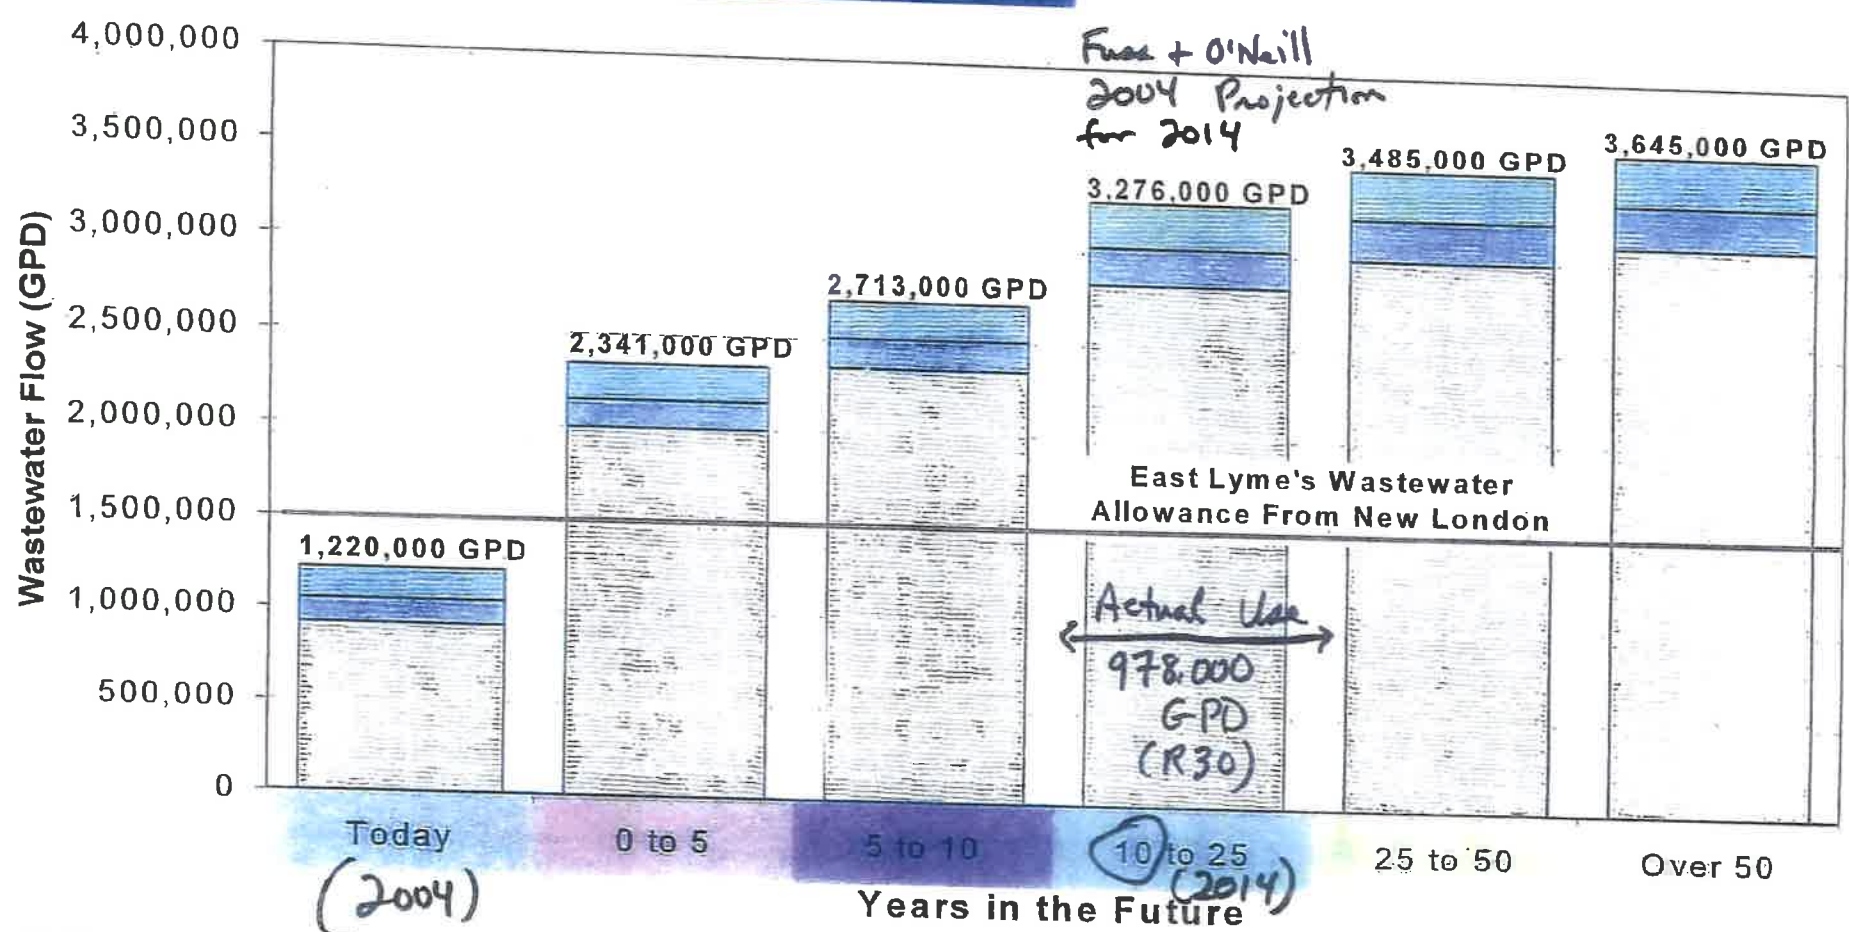 4,000,000
3,500,000
3,000,000
2,500,000
2,000,000
1,500,000
1,000,000
500,000
0
Wastewater Flow (GPD)
Fuss + O'Neill
2004 Projection
for 2014
1,220,000 GPD
2,341,000 GPD
2,713,000 GPD
3,276,000 GPD
3,485,000 GPD
3,645,000 GPD
East Lyme's Wastewater
Allowance From New London
Actual Use
978,000
GPD
(R30)
Today
0 to 5
5 to 10
10 to 25
25 to 50
Over 50
(2004)
(2014)
Years in the Future